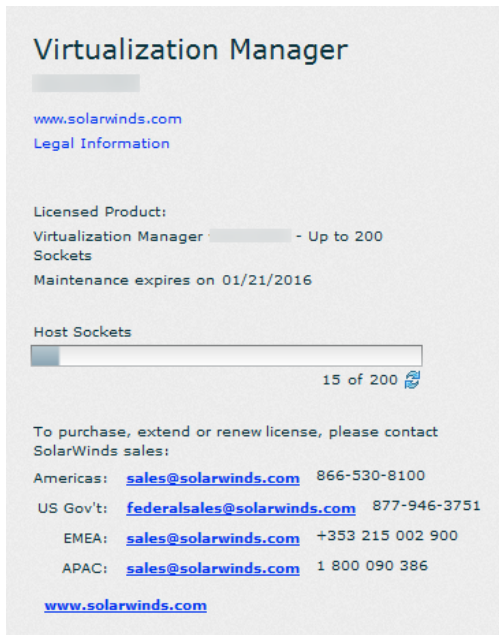 Virtualization Manager
www.solarwinds.com
Legal Information
Licensed Product:
Virtualization Manager - Up to 200
Sockets
Maintenance expires on 01/21/2016
Host Sockets
15 of 200
To purchase, extend or renew license, please contact
SolarWinds sales:
Americas: sales@solarwinds.com 866-530-8100
US Gov't: federalsales@solarwinds.com 877-946-3751
EMEA: sales@solarwinds.com +353 215 002 900
APAC: sales@solarwinds.com 1 800 090 386
www.solarwinds.com